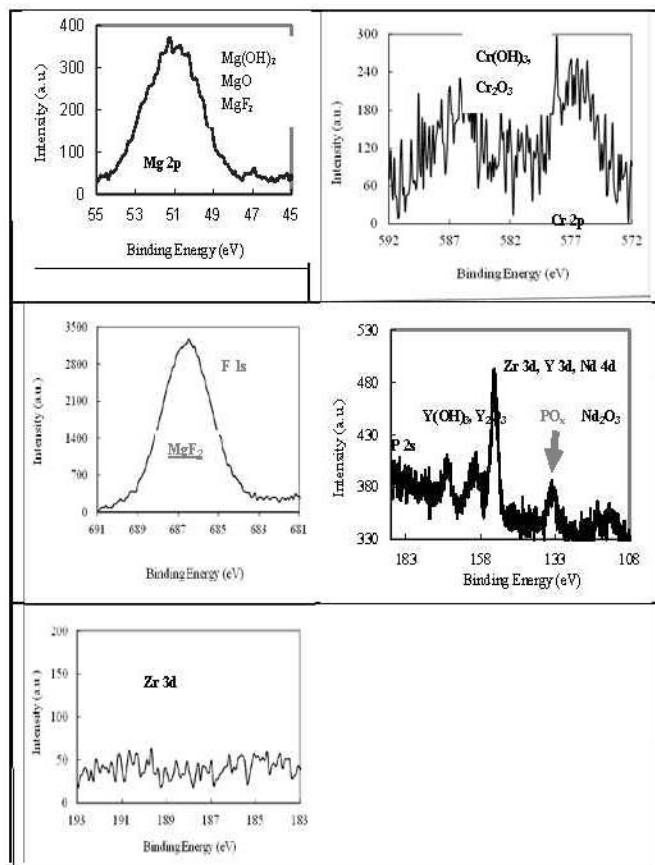 400
320
240
160
80
0
Intensity (a.u.)
Mg(OH)₂
MgO
MgF₂
Mg 2p
55 53 51 49 47 45
Binding Energy (eV)
300
240
180
120
60
0
Intensity (a.u.)
Cr(OH)₃,
Cr₂O₃
Cr 2p
592 587 582 577 572
Binding Energy (eV)
3500
2800
2100
1400
700
0
Intensity (a.u.)
F 1s
MgF₂
691 689 687 685 683 681
Binding Energy (eV)
530
480
430
380
330
Intensity (a.u.)
Zr 3d, Y 3d, Nd 4d
Y(OH)₃, Y₂O₃ POₓ Nd₂O₃
P 2s
183 158 133 108
Binding Energy (eV)
200
150
100
50
0
Intensity (a.u.)
Zr 3d
193 191 189 187 185 183
Binding Energy (eV)